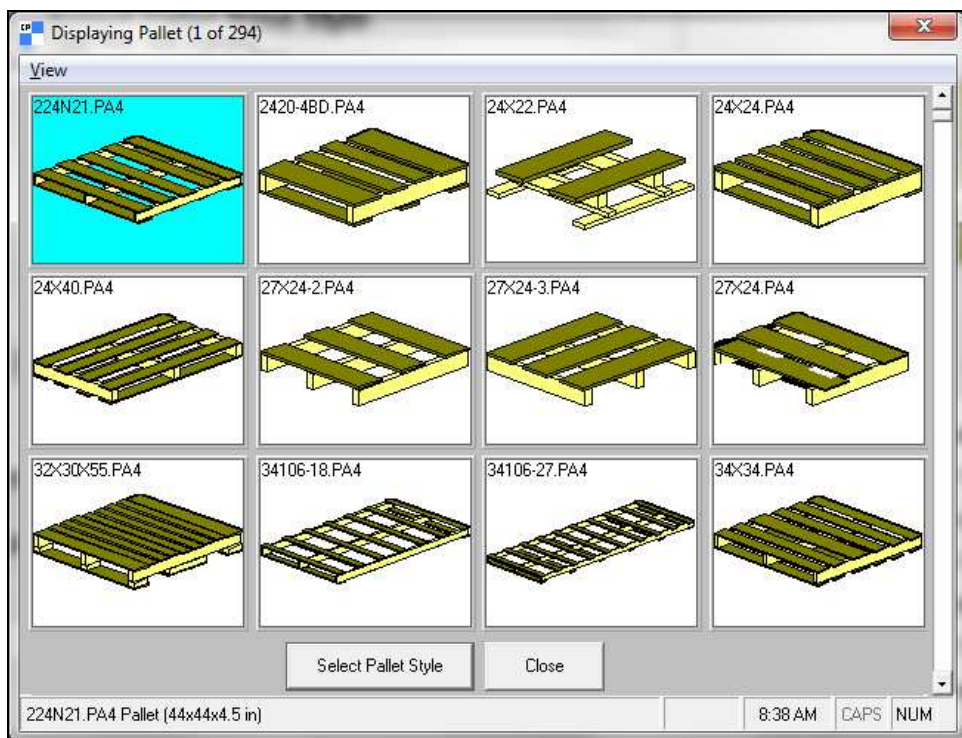 CP
Displaying Pallet (1 of 294)
View
224N21.PA4
2420-4BD.PA4
24X22.PA4
24X24.PA4
24X40.PA4
27X24-2.PA4
27X24-3.PA4
27X24.PA4
32X30X55.PA4
34106-18.PA4
34106-27.PA4
34X34.PA4
Select Pallet Style
Close
224N21.PA4 Pallet (44x44x4.5 in)
8:38 AM
CAPS
NUM